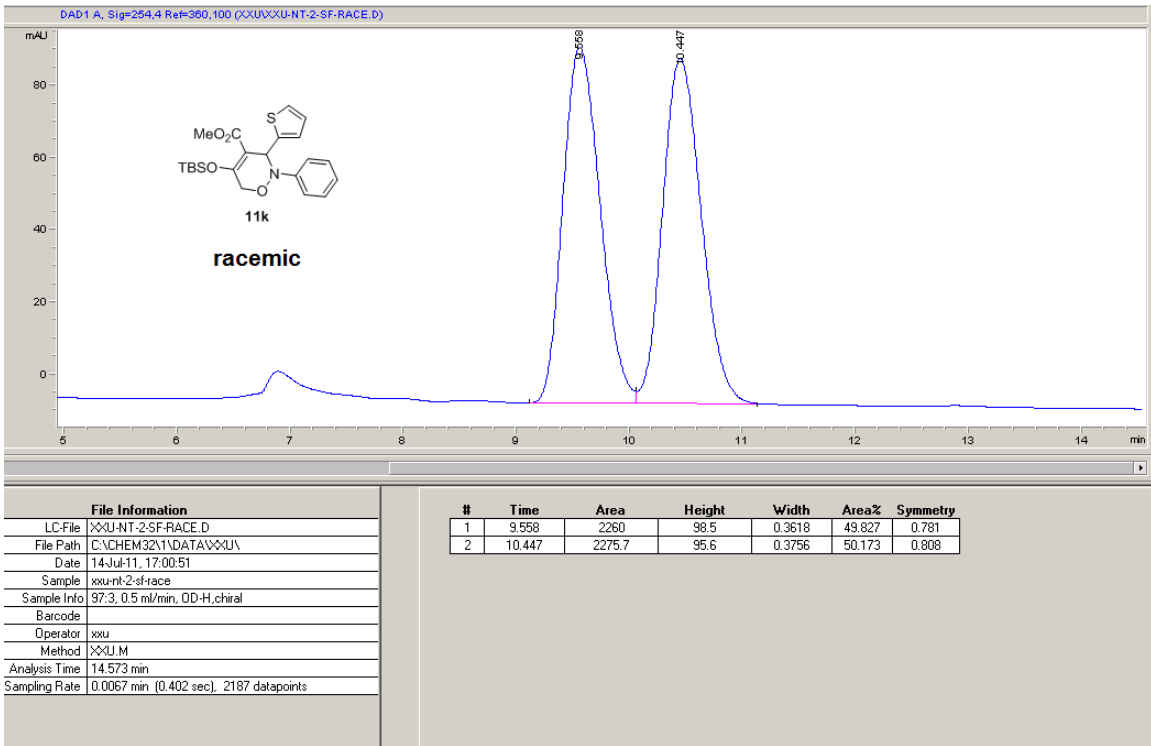 DAD1 A, Sig=254,4 Ref=360,100 (XXU\XXU-NT-2-SF-RACE.D)
mAU
80
60
40
20
0
9.558
10.447
S
MeO2C
TBSO
N
O
11k
racemic
5 6 7 8 9 10 11 12 13 14 min
File Information
LC-File XXU-NT-2-SF-RACE.D
File Path C:\CHEM32\1\DATA\XXU\
Date 14-Jul-11, 17:00:51
Sample xxu-nt-2-sf-race
Sample Info 97:3, 0.5 ml/min, OD-H,chiral
Barcode
Operator xxu
Method XXU.M
Analysis Time 14.573 min
Sampling Rate 0.0067 min (0.402 sec), 2187 datapoints
# Time Area Height Width Area% Symmetry
1 9.558 2260 98.5 0.3618 49.827 0.781
2 10.447 2275.7 95.6 0.3756 50.173 0.808